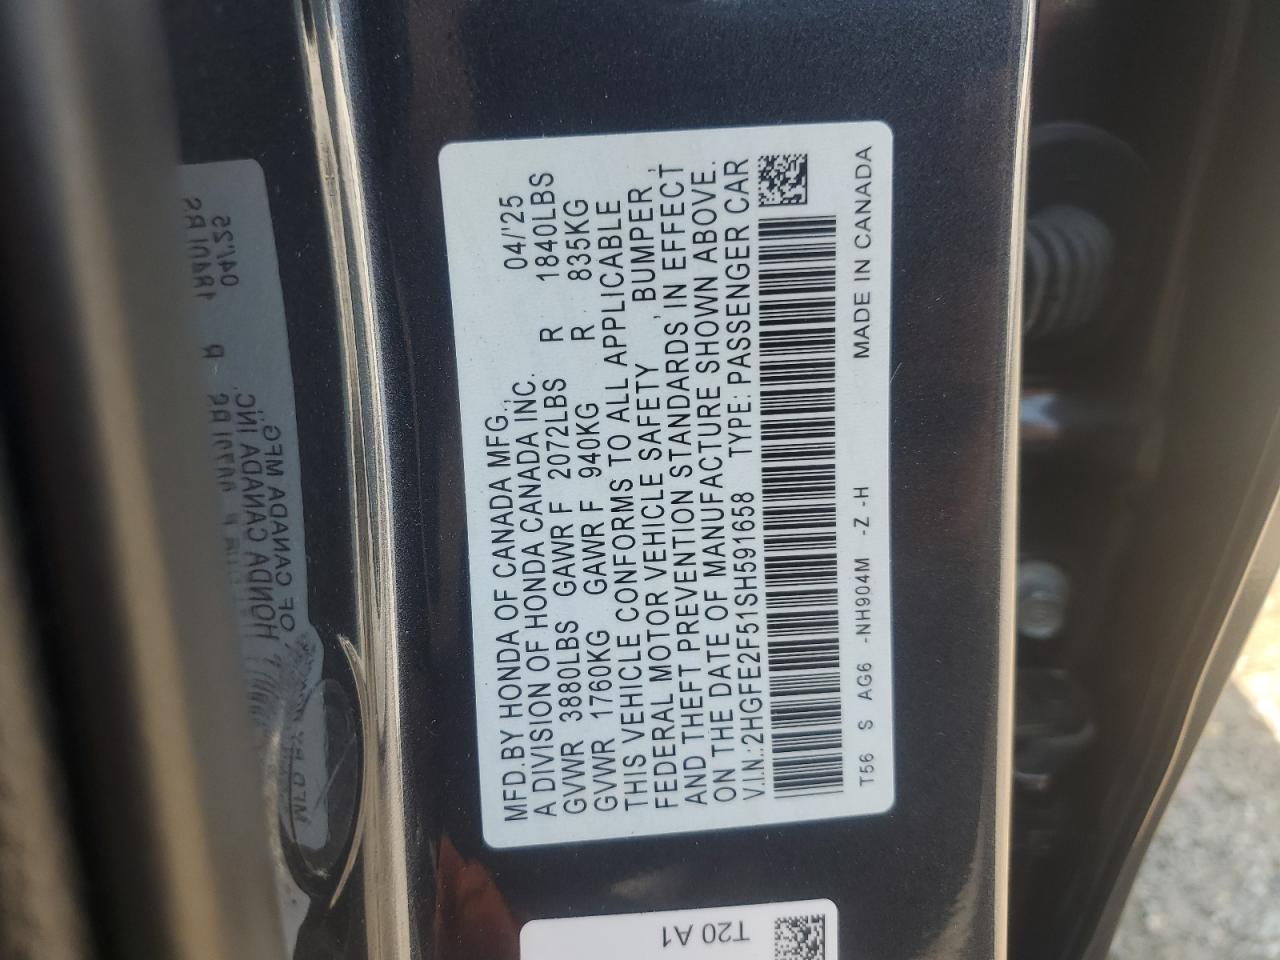 MFD.BY HONDA OF CANADA MFG., 04/'25
A DIVISION OF HONDA CANADA INC.
GVWR 3880LBS GAWR F 2072LBS R 1840LBS
GVWR 1760KG GAWR F 940KG R 835KG
THIS VEHICLE CONFORMS TO ALL APPLICABLE
FEDERAL MOTOR VEHICLE SAFETY , BUMPER ,
AND THEFT PREVENTION STANDARDS IN EFFECT
ON THE DATE OF MANUFACTURE SHOWN ABOVE.
V.I.N.:2HGFE2F51SH591658 TYPE: PASSENGER CAR
T56 S AG6 -NH904M -Z -H MADE IN CANADA
T20 A1